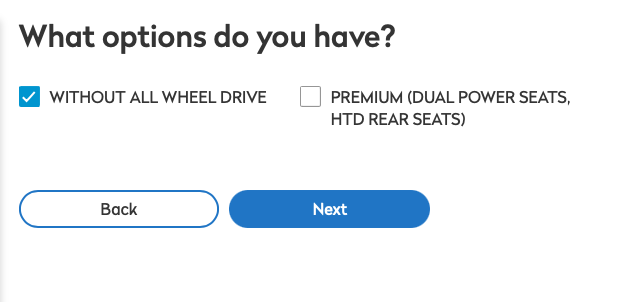 What options do you have?
WITHOUT ALL WHEEL DRIVE
PREMIUM (DUAL POWER SEATS,
HTD REAR SEATS)
Back
Next